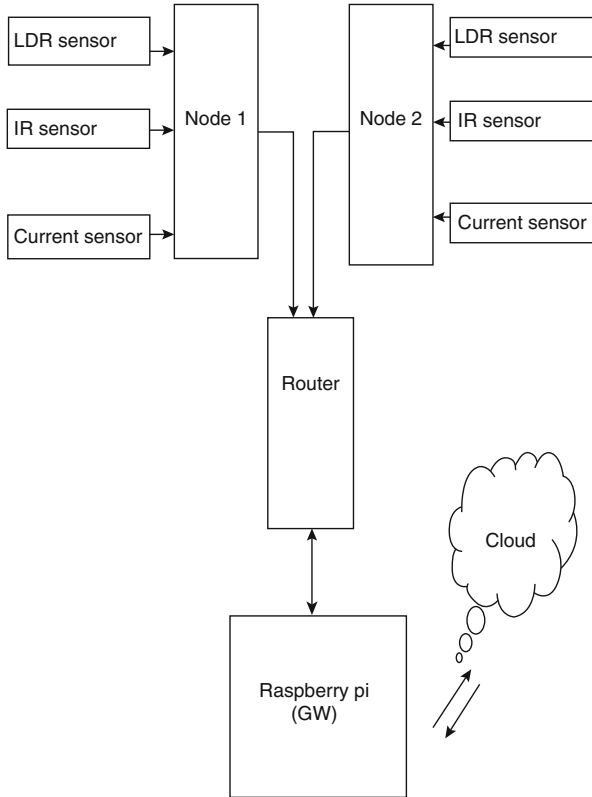 LDR sensor
IR sensor
Current sensor
Node 1
Node 2
LDR sensor
IR sensor
Current sensor
Router
Cloud
Raspberry pi
(GW)